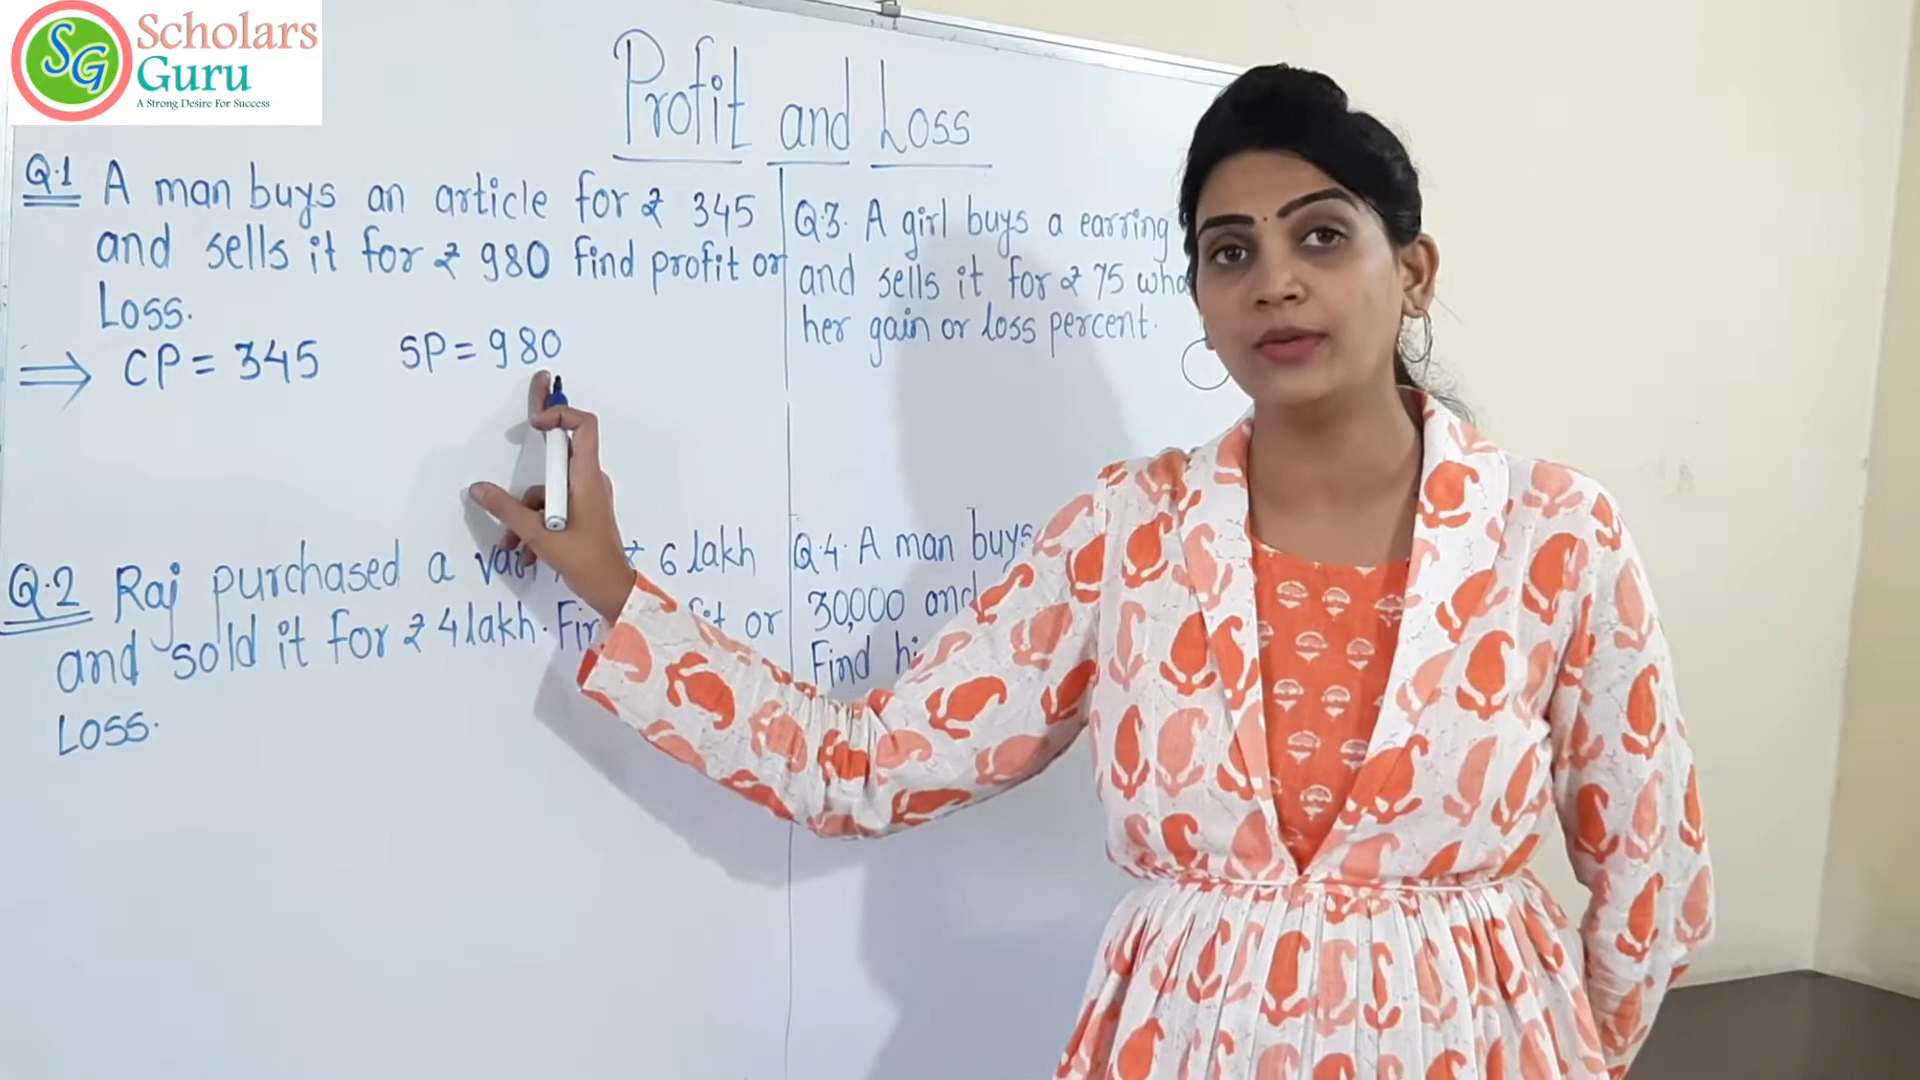 Scholars
Guru
A Strong Desire For Success
SG
Profit and Loss
Q.1 A man buys an article for ₹ 345
and sells it for ₹ 980 find profit or
Loss.
⇒ CP = 345 SP = 980
Q.2 Raj purchased a ₹ 6 lakh
and sold it for ₹ 4 lakh. or
Loss.
Q.3. A girl buys a earring
and sells it for ₹ 75
her gain or loss percent.
Q.4. A man buys
30,000 and
Find